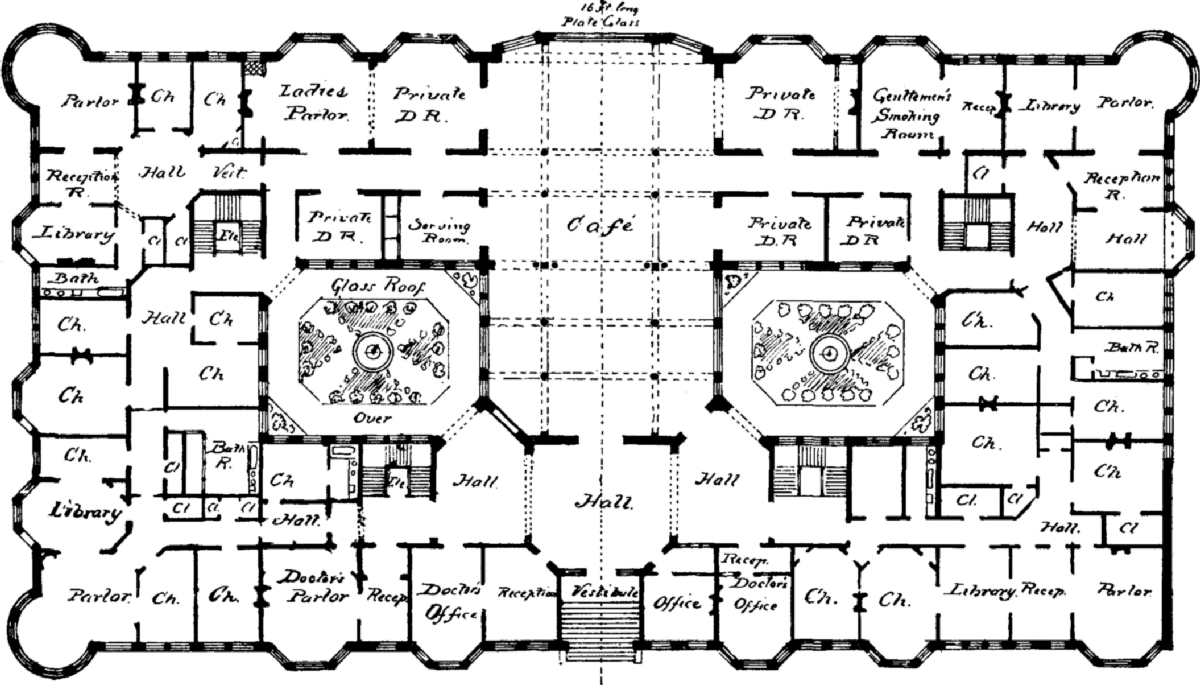 16 Ft. long
Plate Glass
Parlor
Ch
Ch
Ladies
Parlor.
Private
D.R.
Private
D.R.
Gentlemen's
Smoking
Room
Recep.
Library
Parlor.
Reception
R.
Hall
Vest.
Cl
Reception
R.
Library
Cl
Cl
Ele
Private
D.R.
Serving
Room.
Café
Private
D.R.
Private
D.R.
Hall
Hall
Bath
Glass Roof
Ch.
Hall
Ch
Ch.
Ch
Bath R.
Ch
Ch
Ch.
Ch.
Over
Ch.
Cl
Bath
R.
Ch
Ele
Hall.
Hall.
Hall
Ch.
Ch
Library
Cl
Cl
Cl
Hall.
Cl.
Cl
Hall.
Cl
Parlor.
Ch.
Ch.
Doctor's
Parlor
Recep.
Doctor's
Office
Reception
Vestibule
Office
Recep.
Doctor's
Office
Ch.
Ch.
Library.
Recep.
Parlor.